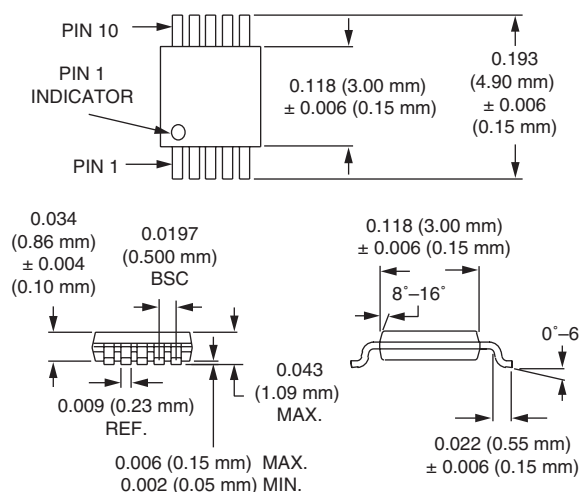 PIN 10
PIN 1
INDICATOR
PIN 1
0.118 (3.00 mm)
± 0.006 (0.15 mm)
0.193
(4.90 mm)
± 0.006
(0.15 mm)
0.034
(0.86 mm)
± 0.004
(0.10 mm)
0.0197
(0.500 mm)
BSC
0.009 (0.23 mm)
REF.
0.043
(1.09 mm)
MAX.
0.006 (0.15 mm) MAX.
0.002 (0.05 mm) MIN.
0.118 (3.00 mm)
± 0.006 (0.15 mm)
8˚–16˚
0˚–6
0.022 (0.55 mm)
± 0.006 (0.15 mm)